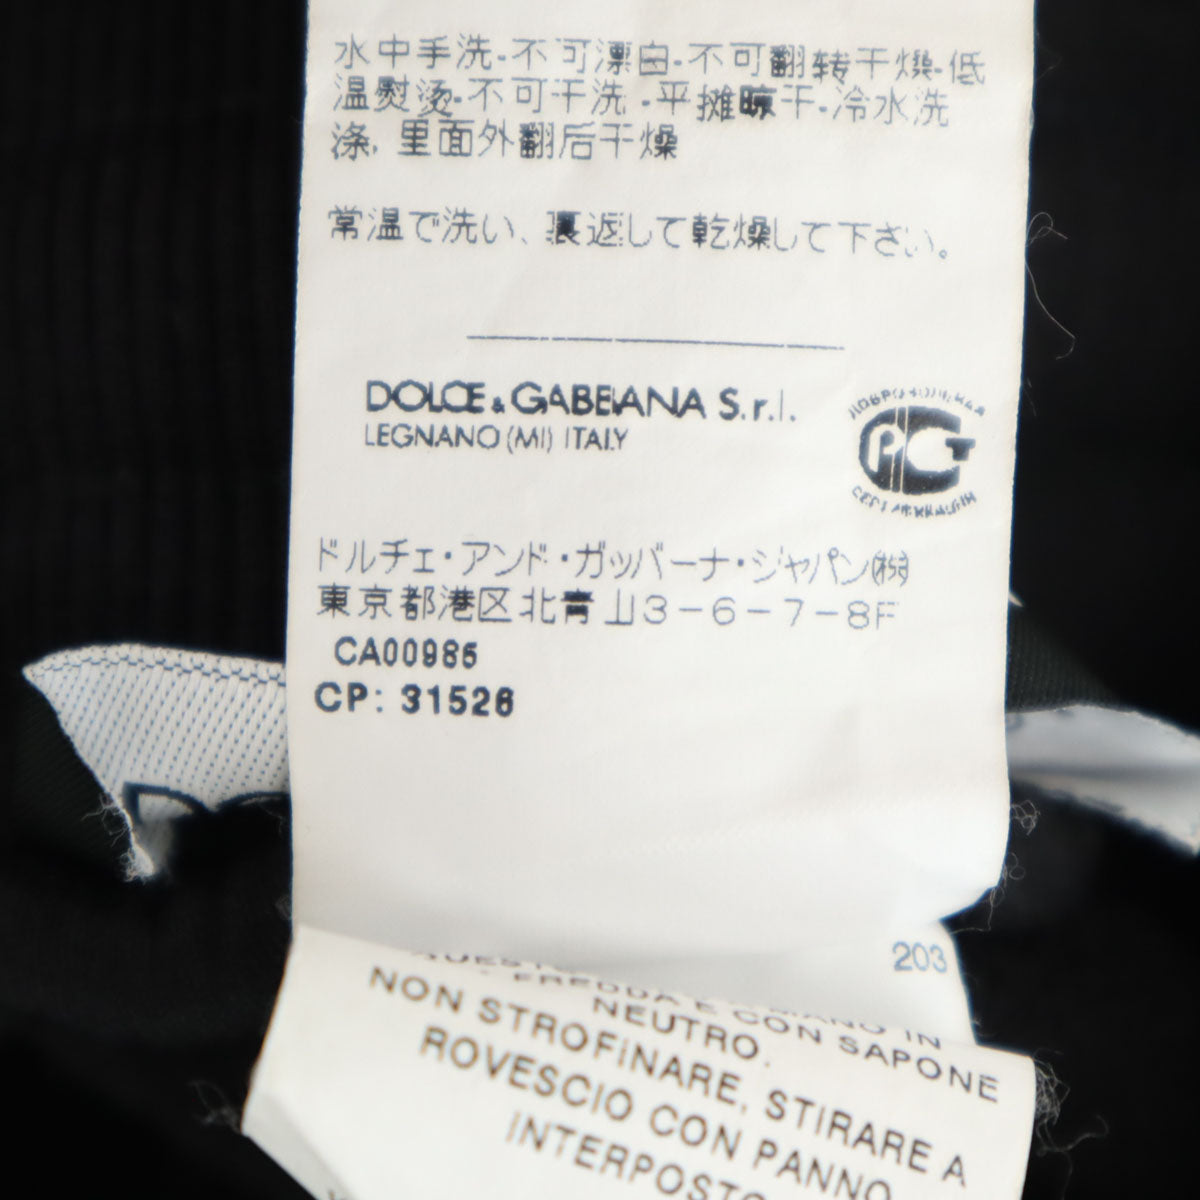 水中手洗-不可漂白-不可翻转干燥-低
温熨烫-不可干洗-平摊晾干-冷水洗
涤,里面外翻后干燥
常温で洗い、裏返して乾燥して下さい。
DOLCE & GABBANA S.r.l.
LEGNANO (MI) ITALY
PCT
ドルチェ・アンド・ガッバーナ・ジャパン㈱
東京都港区北青山3-6-7-8F
CA00985
CP: 31526
203
FREDDA E
IN
NEUTRO.
CON SAPONE
NON STROFINARE, STIRARE A
ROVESCIO CON PANNO
INTERPOSTO